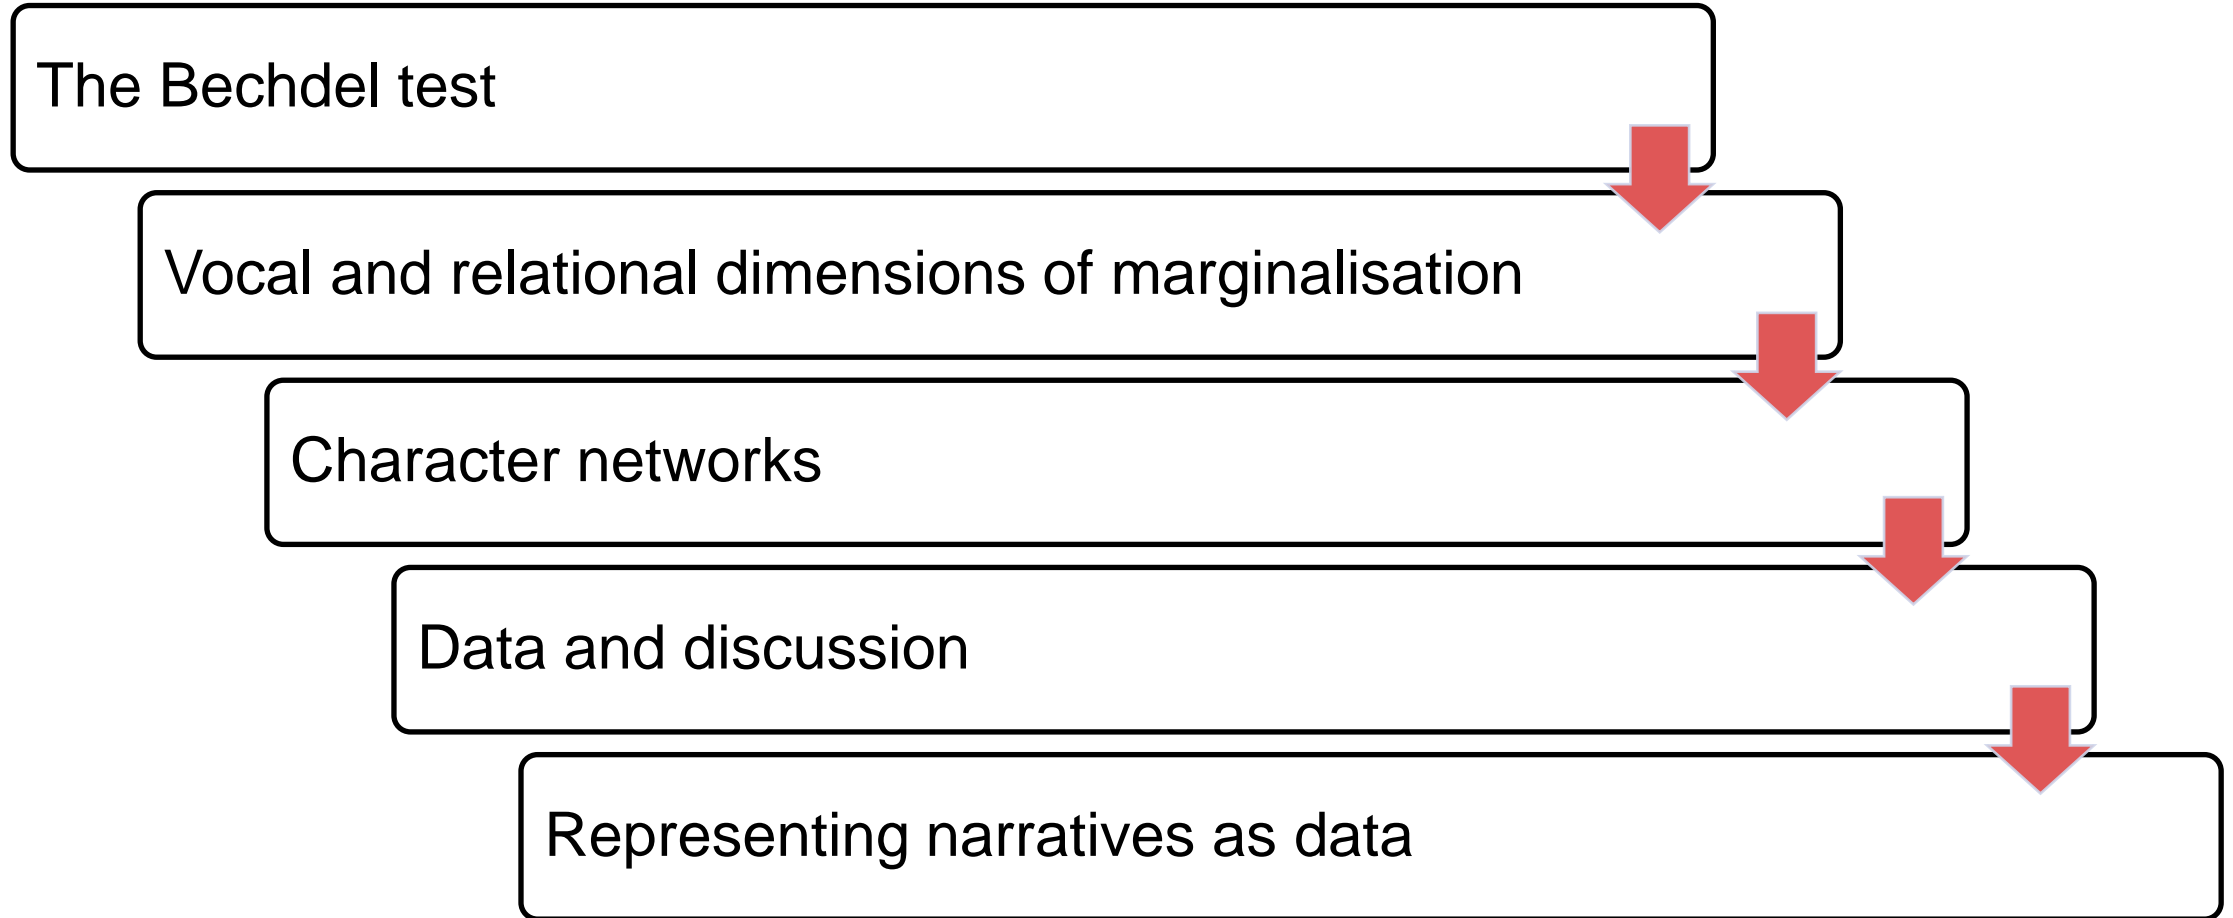 The Bechdel test
Vocal and relational dimensions of marginalisation
Character networks
Data and discussion
Representing narratives as data